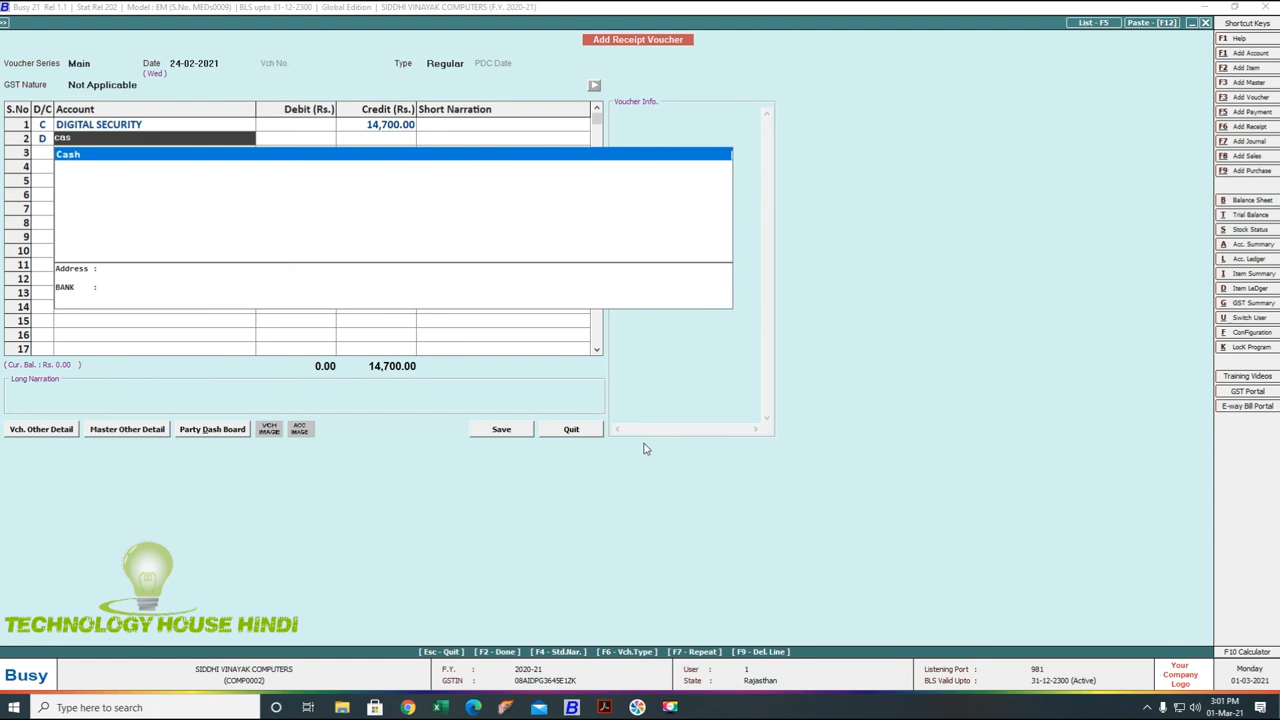 Busy 21 Rel 1.1 | Stat Rel 202 | Model : EM (S.No. MEDs0009) | BLS upto 31-12-2300 | Global Edition | SIDDHI VINAYAK COMPUTERS (F.Y. 2020-21)
>> List - F5 Paste - [F12] Shortcut Keys
Add Receipt Voucher
Voucher Series Main Date 24-02-2021 Vch No. Type Regular PDC Date
( Wed )
GST Nature Not Applicable
S.No D/C Account Debit (Rs.) Credit (Rs.) Short Narration Voucher Info.
1 C DIGITAL SECURITY 14,700.00
2 D cas
3 Cash
4
5
6
7
8
9
10
11 Address :
12
13 BANK :
14
15
16
17
( Cur. Bal. : Rs. 0.00 ) 0.00 14,700.00
Long Narration
Vch. Other Detail Master Other Detail Party Dash Board VCH IMAGE ACC IMAGE Save Quit
F1 Help
F1 Add Account
F2 Add Item
F3 Add Master
F3 Add Voucher
F5 Add Payment
F6 Add Receipt
F7 Add Journal
F8 Add Sales
F9 Add Purchase
B Balance Sheet
T Trial Balance
S Stock Status
A Acc. Summary
L Acc. Ledger
I Item Summary
D Item LeDger
G GST Summary
U Switch User
F ConFiguration
K LocK Program
Training Videos
GST Portal
E-way Bill Portal
TECHNOLOGY HOUSE HINDI
[ Esc - Quit ] [ F2 - Done ] [ F4 - Std.Nar. ] [ F6 - Vch.Type ] [ F7 - Repeat ] [ F9 - Del. Line ] F10 Calculator
Busy SIDDHI VINAYAK COMPUTERS F.Y. 2020-21 User 1 Listening Port 981 Your Company Logo Monday
(COMP0002) GSTIN 08AIDPG3645E1ZK State Rajasthan BLS Valid Upto 31-12-2300 (Active) 01-03-2021
Type here to search 3:01 PM
01-Mar-21